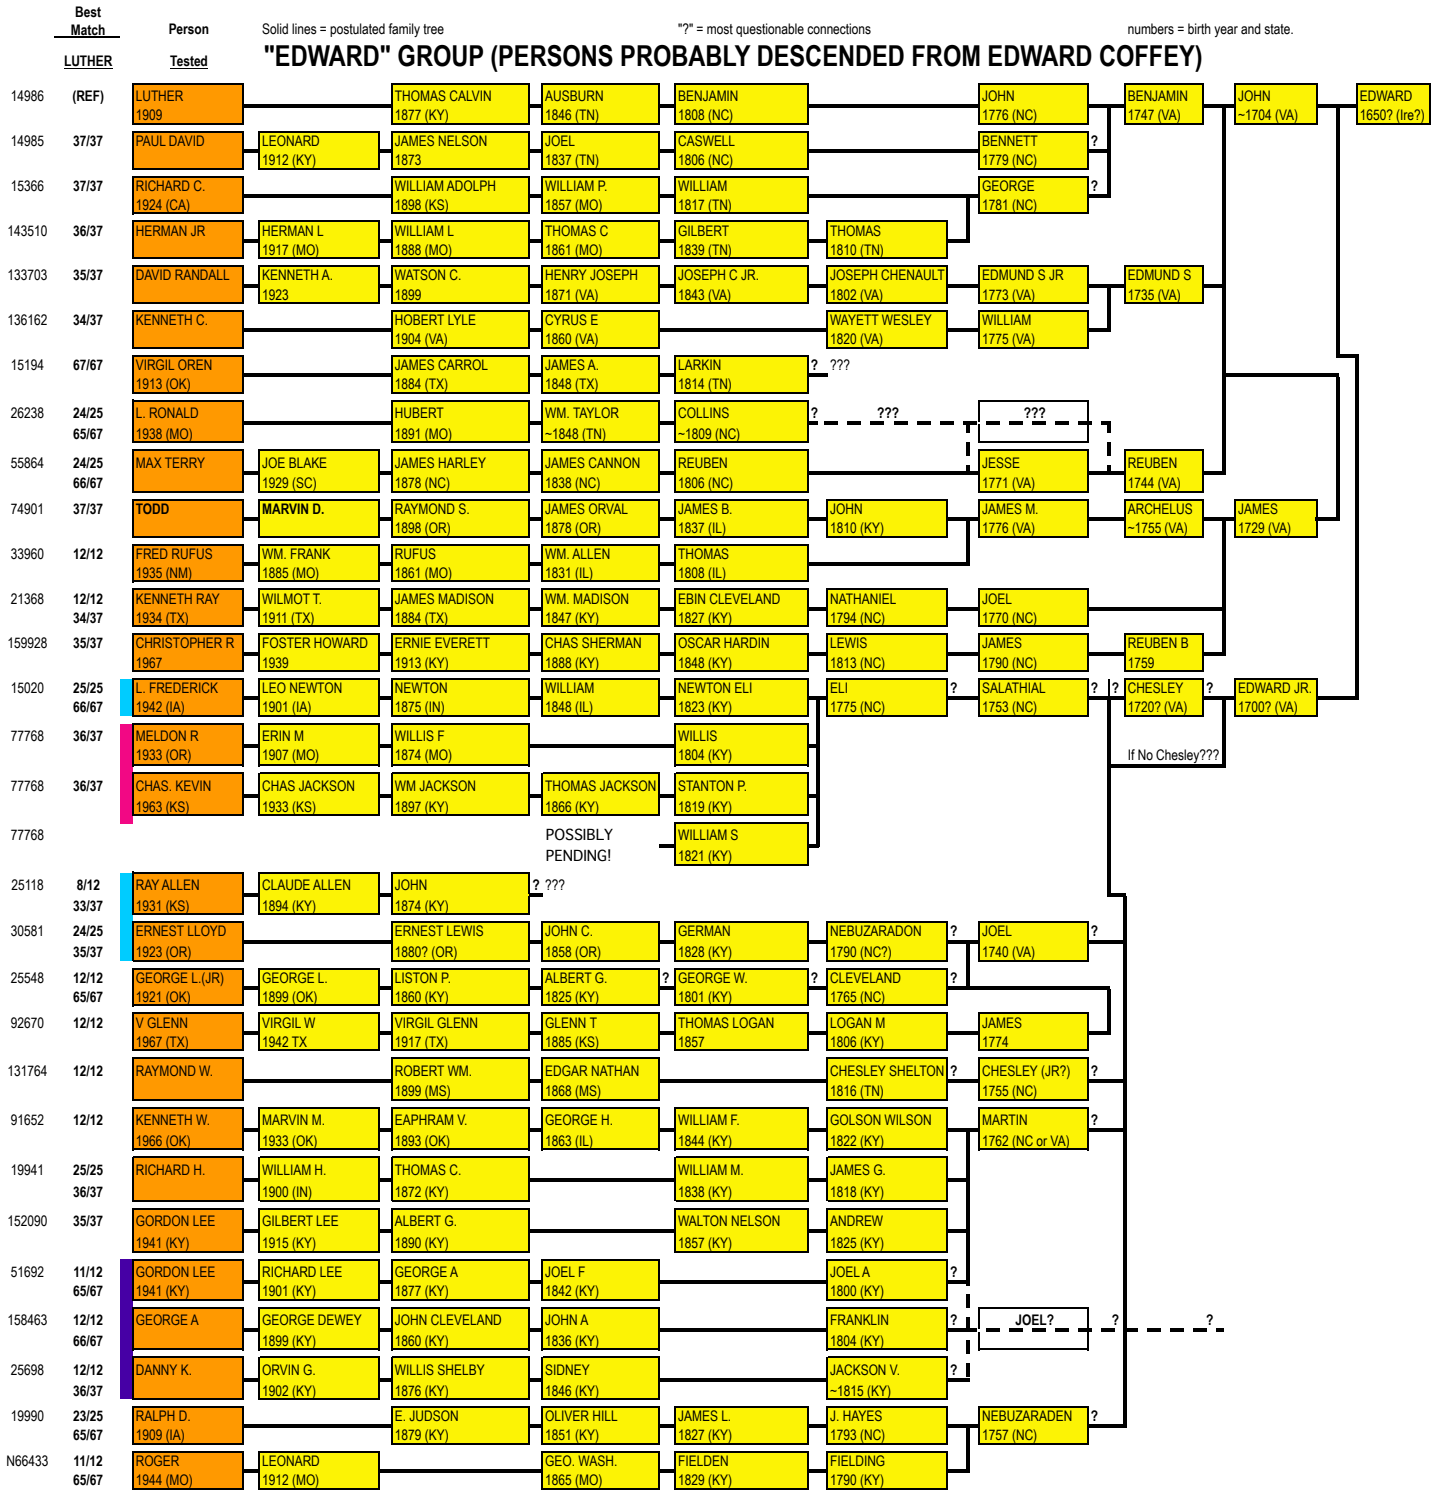 Best
Match Person Solid lines = postulated family tree "?" = most questionable connections numbers = birth year and state.
LUTHER Tested "EDWARD" GROUP (PERSONS PROBABLY DESCENDED FROM EDWARD COFFEY)
14986 (REF) LUTHER THOMAS CALVIN AUSBURN BENJAMIN JOHN BENJAMIN JOHN EDWARD
1909 1877 (KY) 1846 (TN) 1808 (NC) 1776 (NC) 1747 (VA) ~1704 (VA) 1650? (Ire?)
14985 37/37 PAUL DAVID LEONARD JAMES NELSON JOEL CASWELL BENNETT ?
1912 (KY) 1873 1837 (TN) 1806 (NC) 1779 (NC)
15366 37/37 RICHARD C. WILLIAM ADOLPH WILLIAM P. WILLIAM GEORGE ?
1924 (CA) 1898 (KS) 1857 (MO) 1817 (TN) 1781 (NC)
143510 36/37 HERMAN JR HERMAN L WILLIAM L THOMAS C GILBERT THOMAS
1917 (MO) 1888 (MO) 1861 (MO) 1839 (TN) 1810 (TN)
133703 35/37 DAVID RANDALL KENNETH A. WATSON C. HENRY JOSEPH JOSEPH C JR. JOSEPH CHENAULT EDMUND S JR EDMUND S
1923 1899 1871 (VA) 1843 (VA) 1802 (VA) 1773 (VA) 1735 (VA)
136162 34/37 KENNETH C. HOBERT LYLE CYRUS E WAYETT WESLEY WILLIAM
1904 (VA) 1860 (VA) 1820 (VA) 1775 (VA)
15194 67/67 VIRGIL OREN JAMES CARROL JAMES A. LARKIN ? ???
1913 (OK) 1884 (TX) 1848 (TX) 1814 (TN)
26238 24/25 L. RONALD HUBERT WM. TAYLOR COLLINS ? ??? ???
65/67 1938 (MO) 1891 (MO) ~1848 (TN) ~1809 (NC)
55864 24/25 MAX TERRY JOE BLAKE JAMES HARLEY JAMES CANNON REUBEN JESSE REUBEN
66/67 1929 (SC) 1878 (NC) 1838 (NC) 1806 (NC) 1771 (VA) 1744 (VA)
74901 37/37 TODD MARVIN D. RAYMOND S. JAMES ORVAL JAMES B. JOHN JAMES M. ARCHELUS JAMES
1898 (OR) 1878 (OR) 1837 (IL) 1810 (KY) 1776 (VA) ~1755 (VA) 1729 (VA)
33960 12/12 FRED RUFUS WM. FRANK RUFUS WM. ALLEN THOMAS
1935 (NM) 1885 (MO) 1861 (MO) 1831 (IL) 1808 (IL)
21368 12/12 KENNETH RAY WILMOT T. JAMES MADISON WM. MADISON EBIN CLEVELAND NATHANIEL JOEL
34/37 1934 (TX) 1911 (TX) 1884 (TX) 1847 (KY) 1827 (KY) 1794 (NC) 1770 (NC)
159928 35/37 CHRISTOPHER R FOSTER HOWARD ERNIE EVERETT CHAS SHERMAN OSCAR HARDIN LEWIS JAMES REUBEN B
1967 1939 1913 (KY) 1888 (KY) 1848 (KY) 1813 (NC) 1790 (NC) 1759
15020 25/25 L. FREDERICK LEO NEWTON NEWTON WILLIAM NEWTON ELI ELI ? SALATHIAL ? ? CHESLEY ? EDWARD JR.
66/67 1942 (IA) 1901 (IA) 1875 (IN) 1848 (IL) 1823 (KY) 1775 (NC) 1753 (NC) 1720? (VA) 1700? (VA)
77768 36/37 MELDON R ERIN M WILLIS F WILLIS
1933 (OR) 1907 (MO) 1874 (MO) 1804 (KY) If No Chesley???
77768 36/37 CHAS. KEVIN CHAS JACKSON WM JACKSON THOMAS JACKSON STANTON P.
1963 (KS) 1933 (KS) 1897 (KY) 1866 (KY) 1819 (KY)
77768 POSSIBLY WILLIAM S
PENDING! 1821 (KY)
25118 8/12 RAY ALLEN CLAUDE ALLEN JOHN ? ???
33/37 1931 (KS) 1894 (KY) 1874 (KY)
30581 24/25 ERNEST LLOYD ERNEST LEWIS JOHN C. GERMAN NEBUZARADON ? JOEL ?
35/37 1923 (OR) 1880? (OR) 1858 (OR) 1828 (KY) 1790 (NC?) 1740 (VA)
25548 12/12 GEORGE L.(JR) GEORGE L. LISTON P. ALBERT G. ? GEORGE W. ? CLEVELAND ?
65/67 1921 (OK) 1899 (OK) 1860 (KY) 1825 (KY) 1801 (KY) 1765 (NC)
92670 12/12 V GLENN VIRGIL W VIRGIL GLENN GLENN T THOMAS LOGAN LOGAN M JAMES
1967 (TX) 1942 TX 1917 (TX) 1885 (KS) 1857 1806 (KY) 1774
131764 12/12 RAYMOND W. ROBERT WM. EDGAR NATHAN CHESLEY SHELTON ? CHESLEY (JR?) ?
1899 (MS) 1868 (MS) 1816 (TN) 1755 (NC)
91652 12/12 KENNETH W. MARVIN M. EAPHRAM V. GEORGE H. WILLIAM F. GOLSON WILSON MARTIN ?
1966 (OK) 1933 (OK) 1893 (OK) 1863 (IL) 1844 (KY) 1822 (KY) 1762 (NC or VA)
19941 25/25 RICHARD H. WILLIAM H. THOMAS C. WILLIAM M. JAMES G.
36/37 1900 (IN) 1872 (KY) 1838 (KY) 1818 (KY)
152090 35/37 GORDON LEE GILBERT LEE ALBERT G. WALTON NELSON ANDREW
1941 (KY) 1915 (KY) 1890 (KY) 1857 (KY) 1825 (KY)
51692 11/12 GORDON LEE RICHARD LEE GEORGE A JOEL F JOEL A ?
65/67 1941 (KY) 1901 (KY) 1877 (KY) 1842 (KY) 1800 (KY)
158463 12/12 GEORGE A GEORGE DEWEY JOHN CLEVELAND JOHN A FRANKLIN ? JOEL? ? ?
66/67 1899 (KY) 1860 (KY) 1836 (KY) 1804 (KY)
25698 12/12 DANNY K. ORVIN G. WILLIS SHELBY SIDNEY JACKSON V. ?
36/37 1902 (KY) 1876 (KY) 1846 (KY) ~1815 (KY)
19990 23/25 RALPH D. E. JUDSON OLIVER HILL JAMES L. J. HAYES NEBUZARADEN ?
65/67 1909 (IA) 1879 (KY) 1851 (KY) 1827 (KY) 1793 (NC) 1757 (NC)
N66433 11/12 ROGER LEONARD GEO. WASH. FIELDEN FIELDING
65/67 1944 (MO) 1912 (MO) 1865 (MO) 1829 (KY) 1790 (KY)